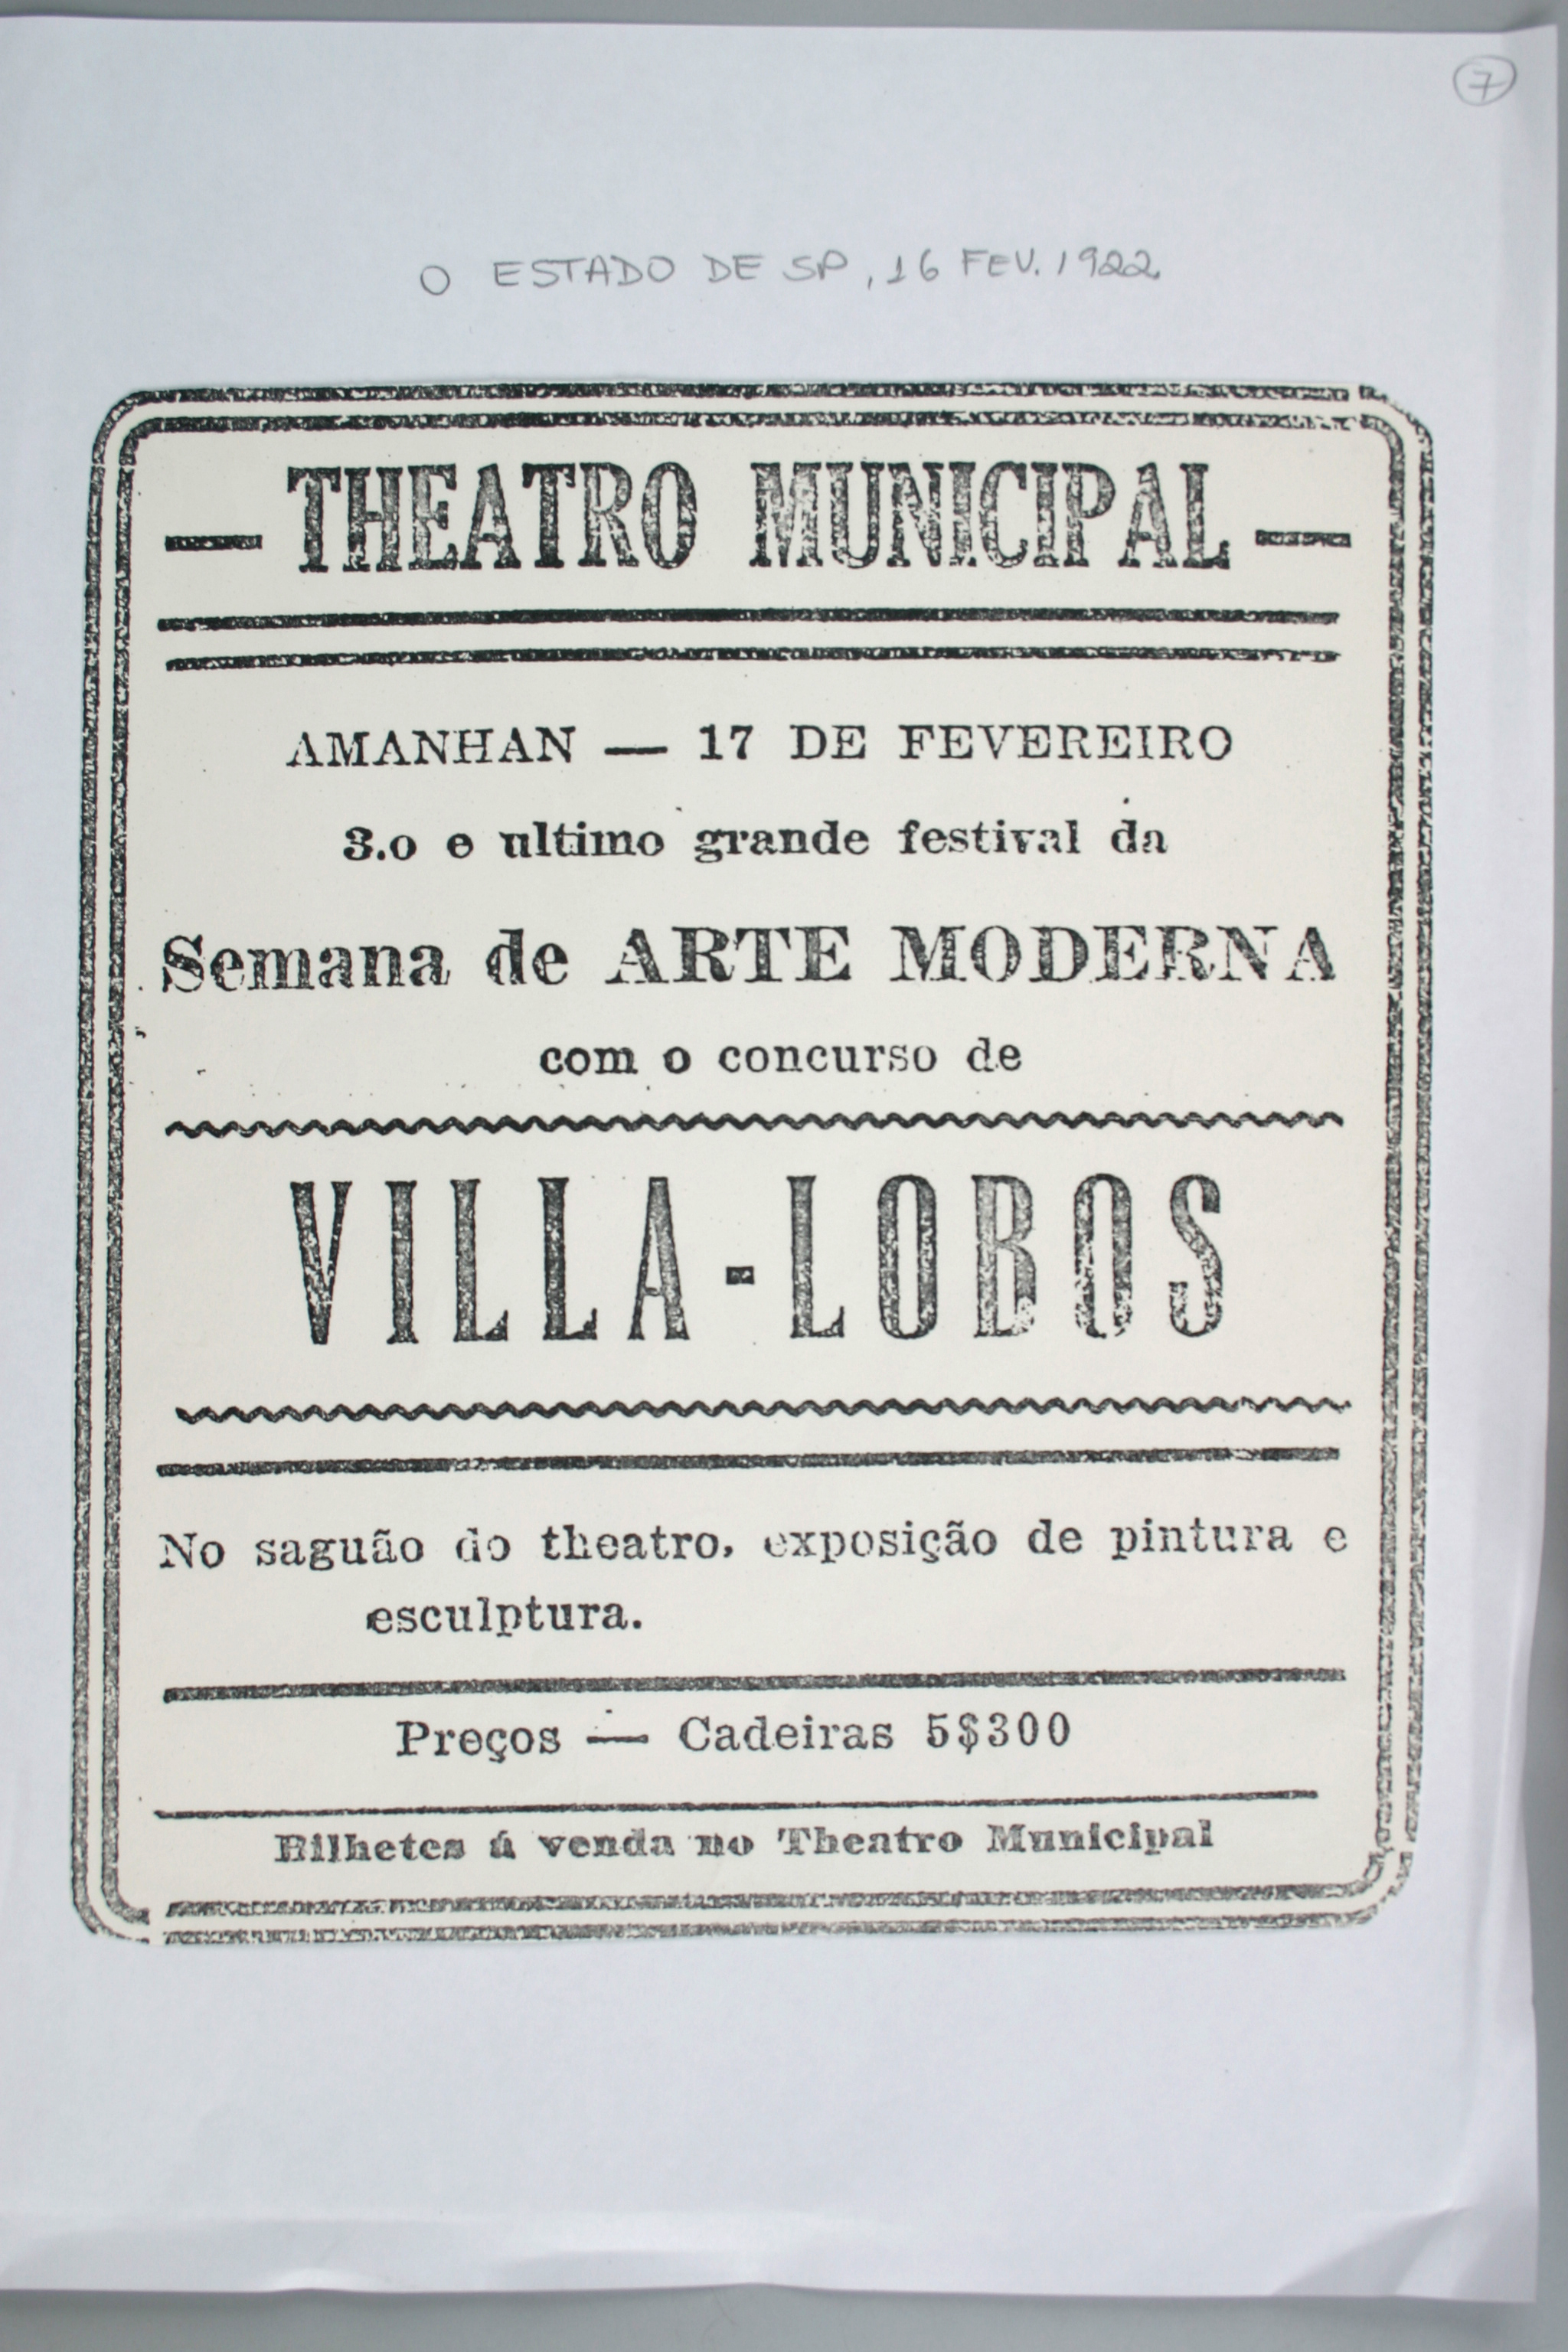 7
O ESTADO DE SP, 16 FEV. 1922
— THEATRO MUNICIPAL —
AMANHAN — 17 DE FEVEREIRO
3.o e ultimo grande festival da
Semana de ARTE MODERNA
com o concurso de
VILLA-LOBOS
No saguão do theatro, exposição de pintura e
esculptura.
Preços — Cadeiras 5$300
Bilhetes á venda no Theatro Municipal